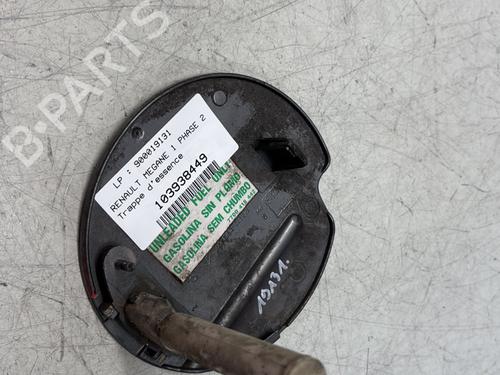 B-PARTS
LP : 900019131
RENAULT MEGANE 1 PHASE 2
Trappe d'essence
103938449
UNLEADED FUEL ONLY
GASOLINA SIN PLOMO
GASOLINA SEM CHUMBO